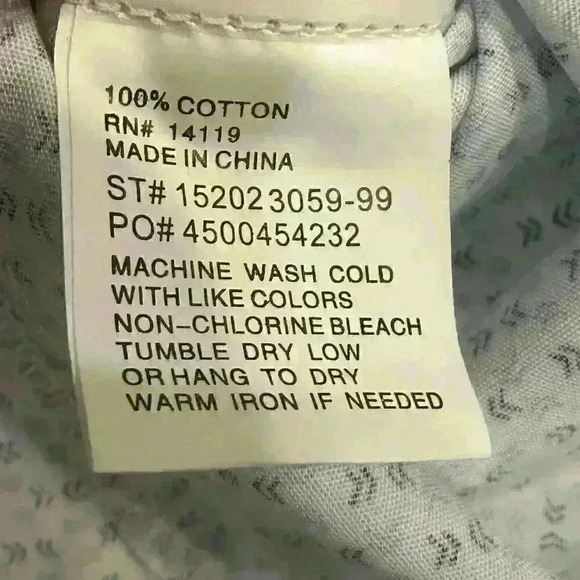 100% COTTON
RN# 14119
MADE IN CHINA
ST# 152023059-99
PO# 4500454232
MACHINE WASH COLD
WITH LIKE COLORS
NON-CHLORINE BLEACH
TUMBLE DRY LOW
OR HANG TO DRY
WARM IRON IF NEEDED